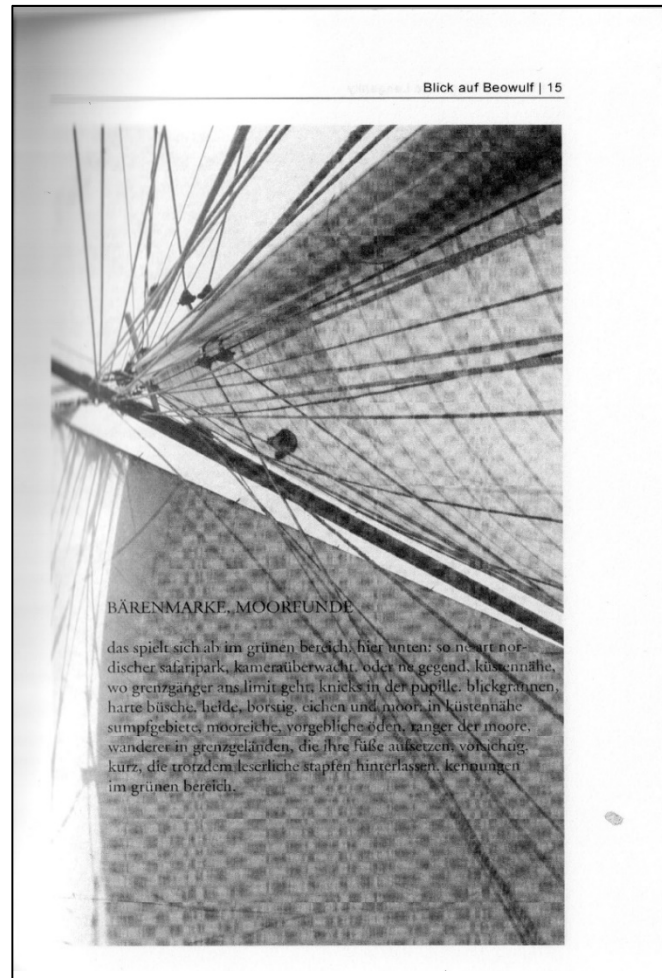 Blick auf Beowulf | 15
BÄRENMARKE, MOORFUNDE
das spielt sich ab im grünen bereich, hier unten: so ne art nor-
discher safaripark, kameraüberwacht. oder ne gegend, küstennähe,
wo grenzgänger ans limit geht, knicks in der pupille. blickgrannen,
harte büsche, heide, borstig. eichen und moor: in küstennähe
sumpfgebiete, mooreiche, vorgebliche öden, ranger der moore,
wanderer in grenzgeländen, die ihre füße aufsetzen, vorsichtig,
kurz, die trotzdem leserliche stapfen hinterlassen. kennungen
im grünen bereich.